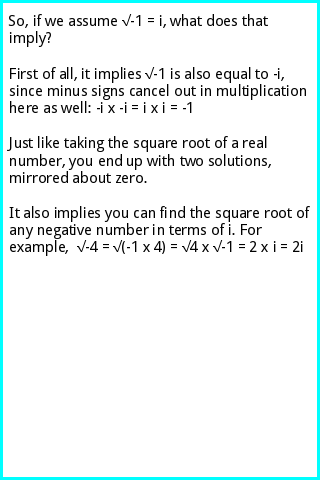 So, if we assume √-1 = i, what does that
imply?
First of all, it implies √-1 is also equal to -i,
since minus signs cancel out in multiplication
here as well: -i x -i = i x i = -1
Just like taking the square root of a real
number, you end up with two solutions,
mirrored about zero.
It also implies you can find the square root of
any negative number in terms of i. For
example,  √-4 = √(-1 x 4) = √4 x √-1 = 2 x i = 2i